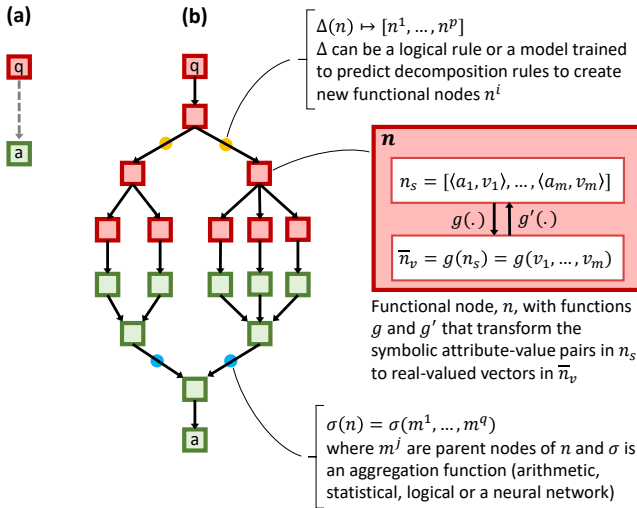 (a)
(b)
q
a
q
a
Δ(n) ↦ [n¹, … , nᵖ]
Δ can be a logical rule or a model trained
to predict decomposition rules to create
new functional nodes nⁱ
n
nₛ = [⟨a₁, v₁⟩, … , ⟨aₘ, vₘ⟩]
g(.) g′(.)
n̅ᵥ = g(nₛ) = g(v₁, … , vₘ)
Functional node, n, with functions
g and g′ that transform the
symbolic attribute-value pairs in nₛ
to real-valued vectors in n̅ᵥ
σ(n) = σ(m¹, … , m^q)
where mʲ are parent nodes of n and σ is
an aggregation function (arithmetic,
statistical, logical or a neural network)